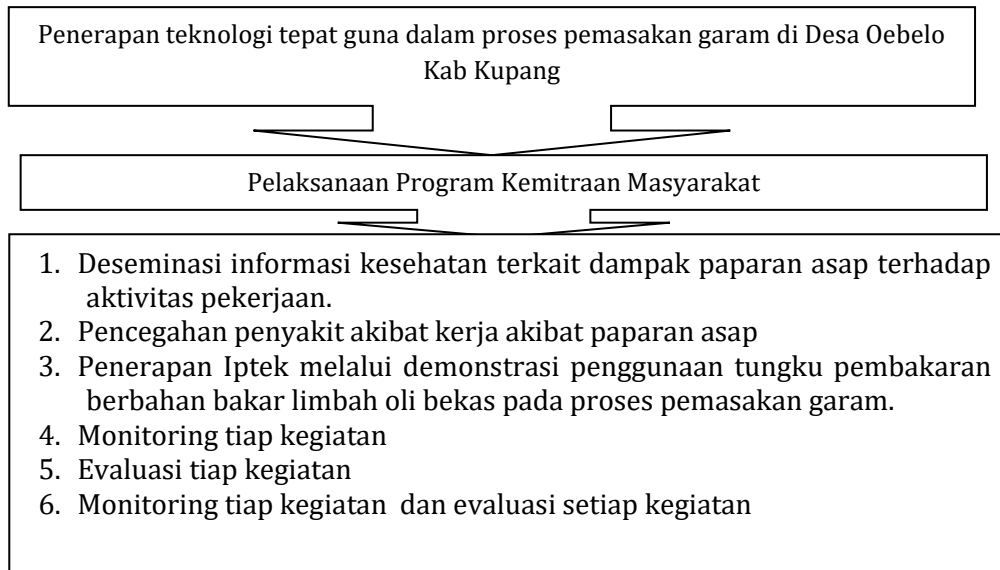 Penerapan teknologi tepat guna dalam proses pemasakan garam di Desa Oebelo
Kab Kupang
Pelaksanaan Program Kemitraan Masyarakat
1. Deseminasi informasi kesehatan terkait dampak paparan asap terhadap
aktivitas pekerjaan.
2. Pencegahan penyakit akibat kerja akibat paparan asap
3. Penerapan Iptek melalui demonstrasi penggunaan tungku pembakaran
berbahan bakar limbah oli bekas pada proses pemasakan garam.
4. Monitoring tiap kegiatan
5. Evaluasi tiap kegiatan
6. Monitoring tiap kegiatan dan evaluasi setiap kegiatan